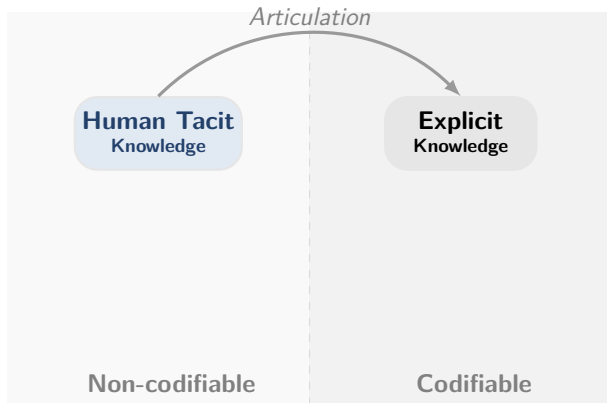 Articulation
Human Tacit
Knowledge
Explicit
Knowledge
Non-codifiable
Codifiable